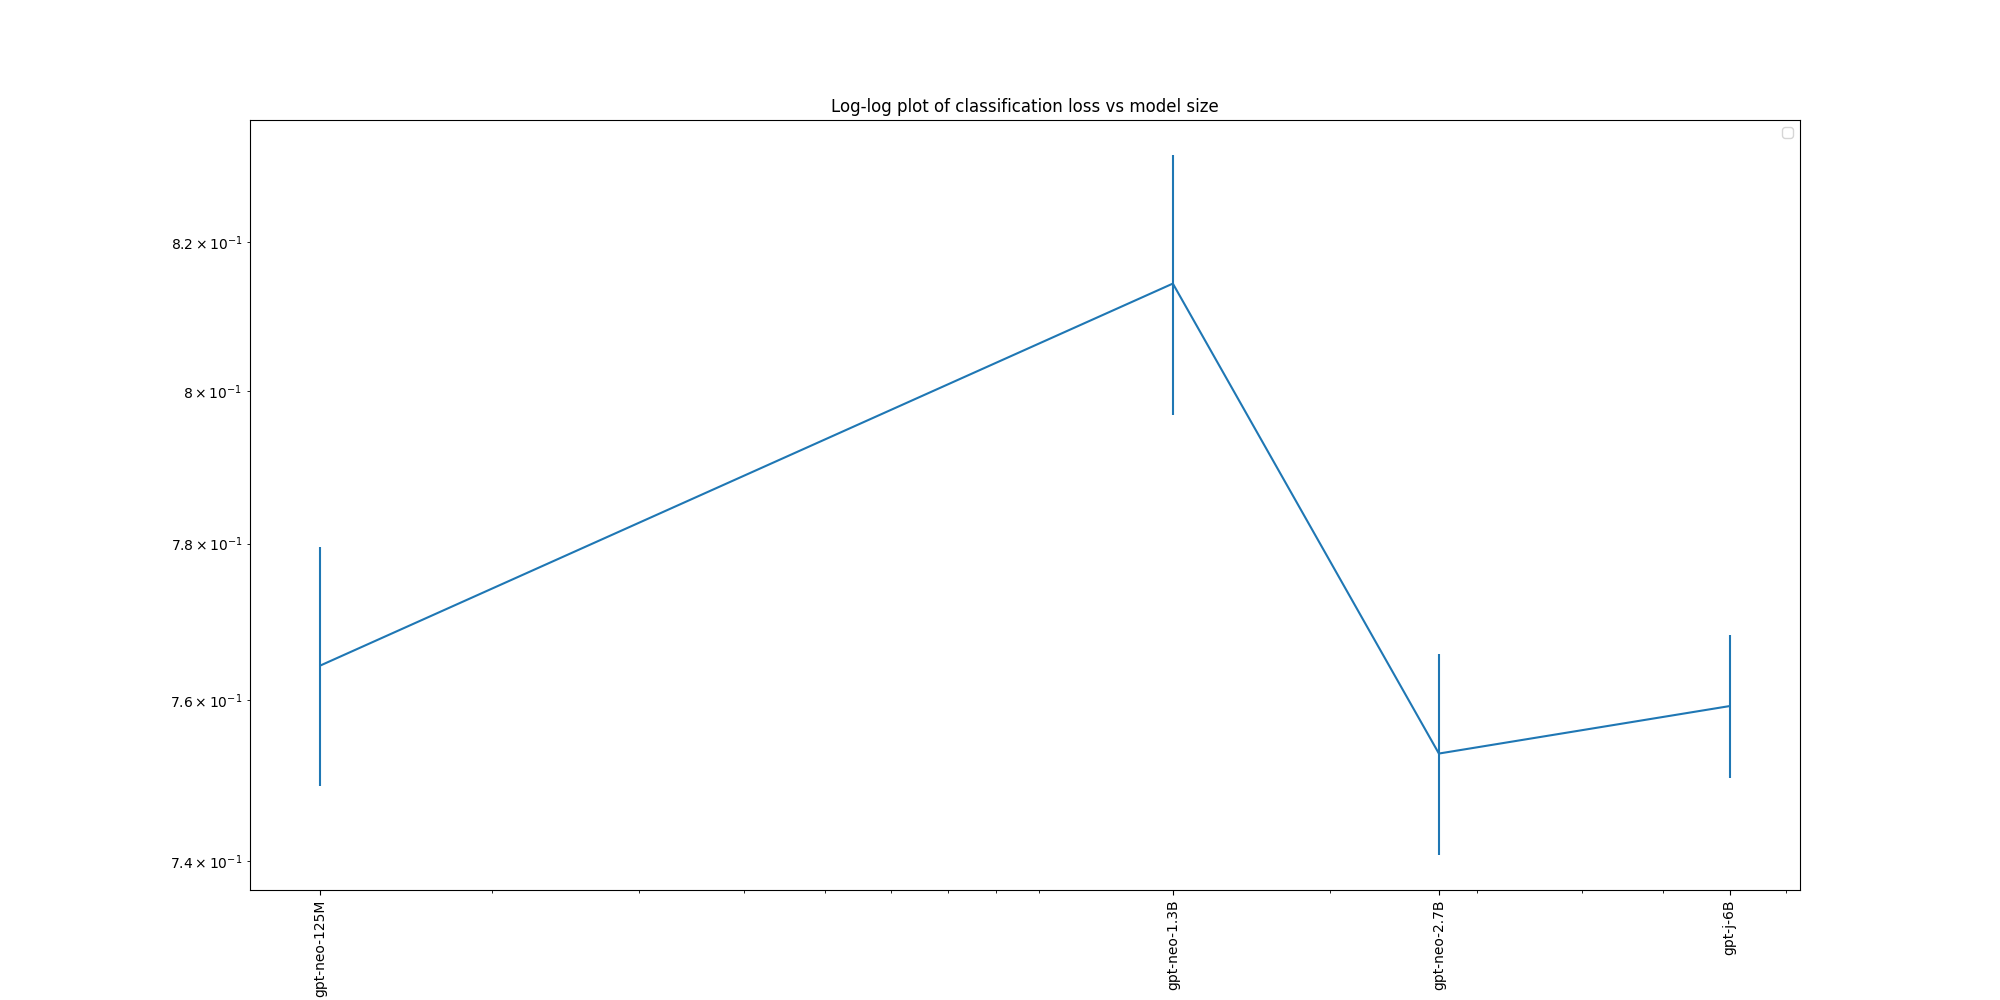 Log-log plot of classification loss vs model size
8.2 × 10⁻¹
8 × 10⁻¹
7.8 × 10⁻¹
7.6 × 10⁻¹
7.4 × 10⁻¹
gpt-neo-125M
gpt-neo-1.3B
gpt-neo-2.7B
gpt-j-6B